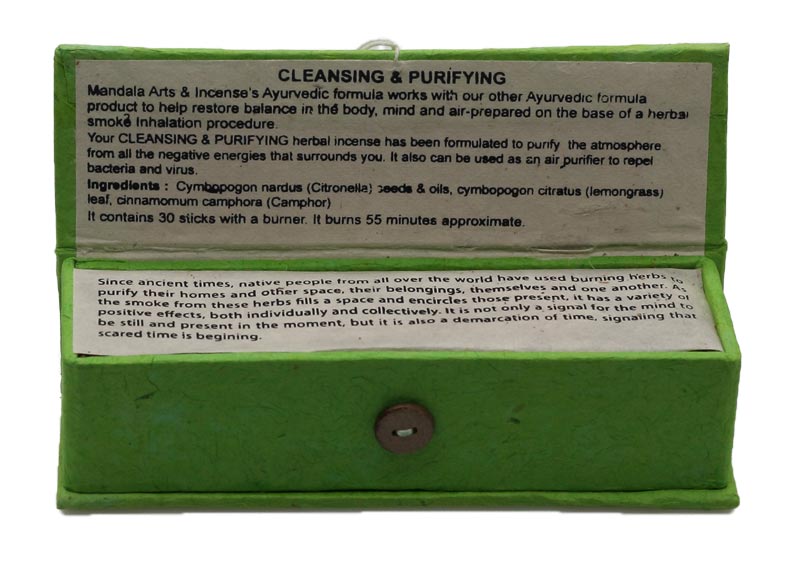 CLEANSING & PURIFYING
Mandala Arts & Incense's Ayurvedic formula works with our other Ayurvedic formula
product to help restore balance in the body, mind and air-prepared on the base of a herbal
smoke Inhalation procedure.
Your CLEANSING & PURIFYING herbal incense has been formulated to purify the atmosphere
from all the negative energies that surrounds you. It also can be used as an air purifier to repel
bacteria and virus.
Ingredients : Cymbopogon nardus (Citronella) seeds & oils, cymbopogon citratus (lemongrass)
leaf, cinnamomum camphora (Camphor)
It contains 30 sticks with a burner. It burns 55 minutes approximate.
Since ancient times, native people from all over the world have used burning herbs to
purify their homes and other space, their belongings, themselves and one another. As
the smoke from these herbs fills a space and encircles those present, it has a variety of
positive effects, both individually and collectively. It is not only a signal for the mind to
be still and present in the moment, but it is also a demarcation of time, signaling that
scared time is begining.